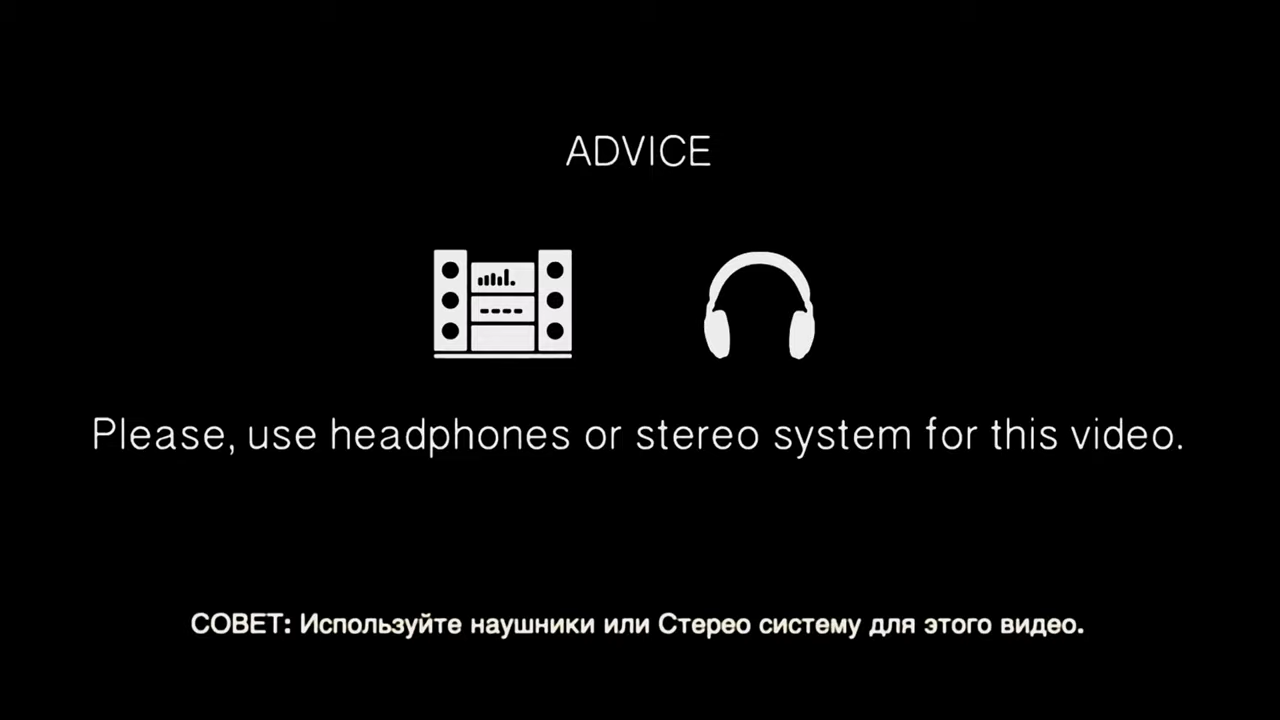 ADVICE
Please, use headphones or stereo system for this video.
СОВЕТ: Используйте наушники или Стерео систему для этого видео.